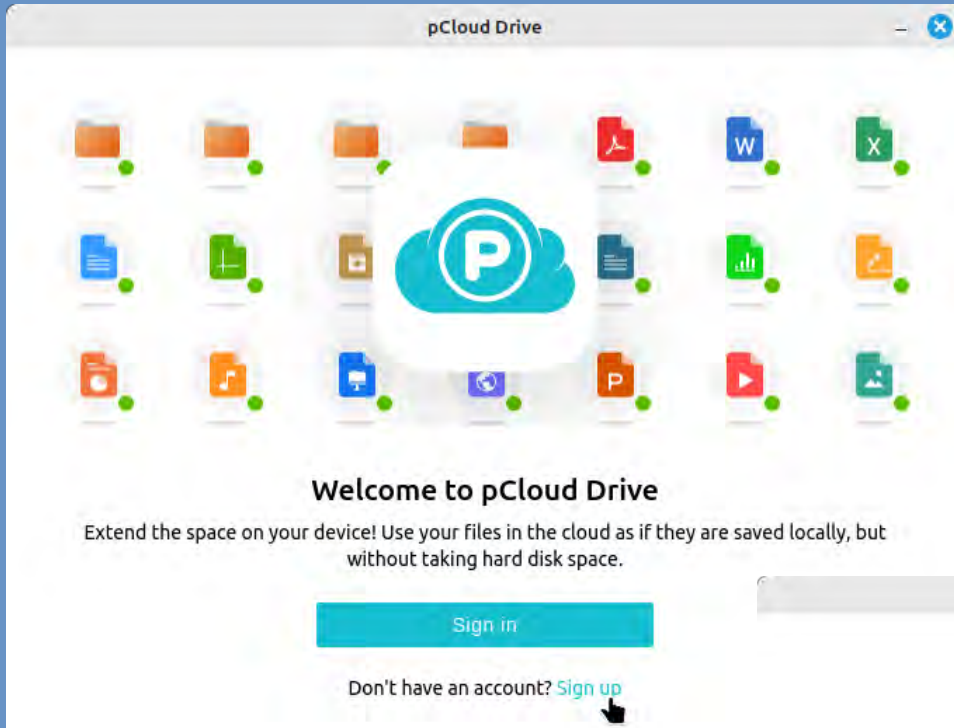 pCloud Drive
W
X
P
P
Welcome to pCloud Drive
Extend the space on your device! Use your files in the cloud as if they are saved locally, but
without taking hard disk space.
Sign in
Don't have an account? Sign up